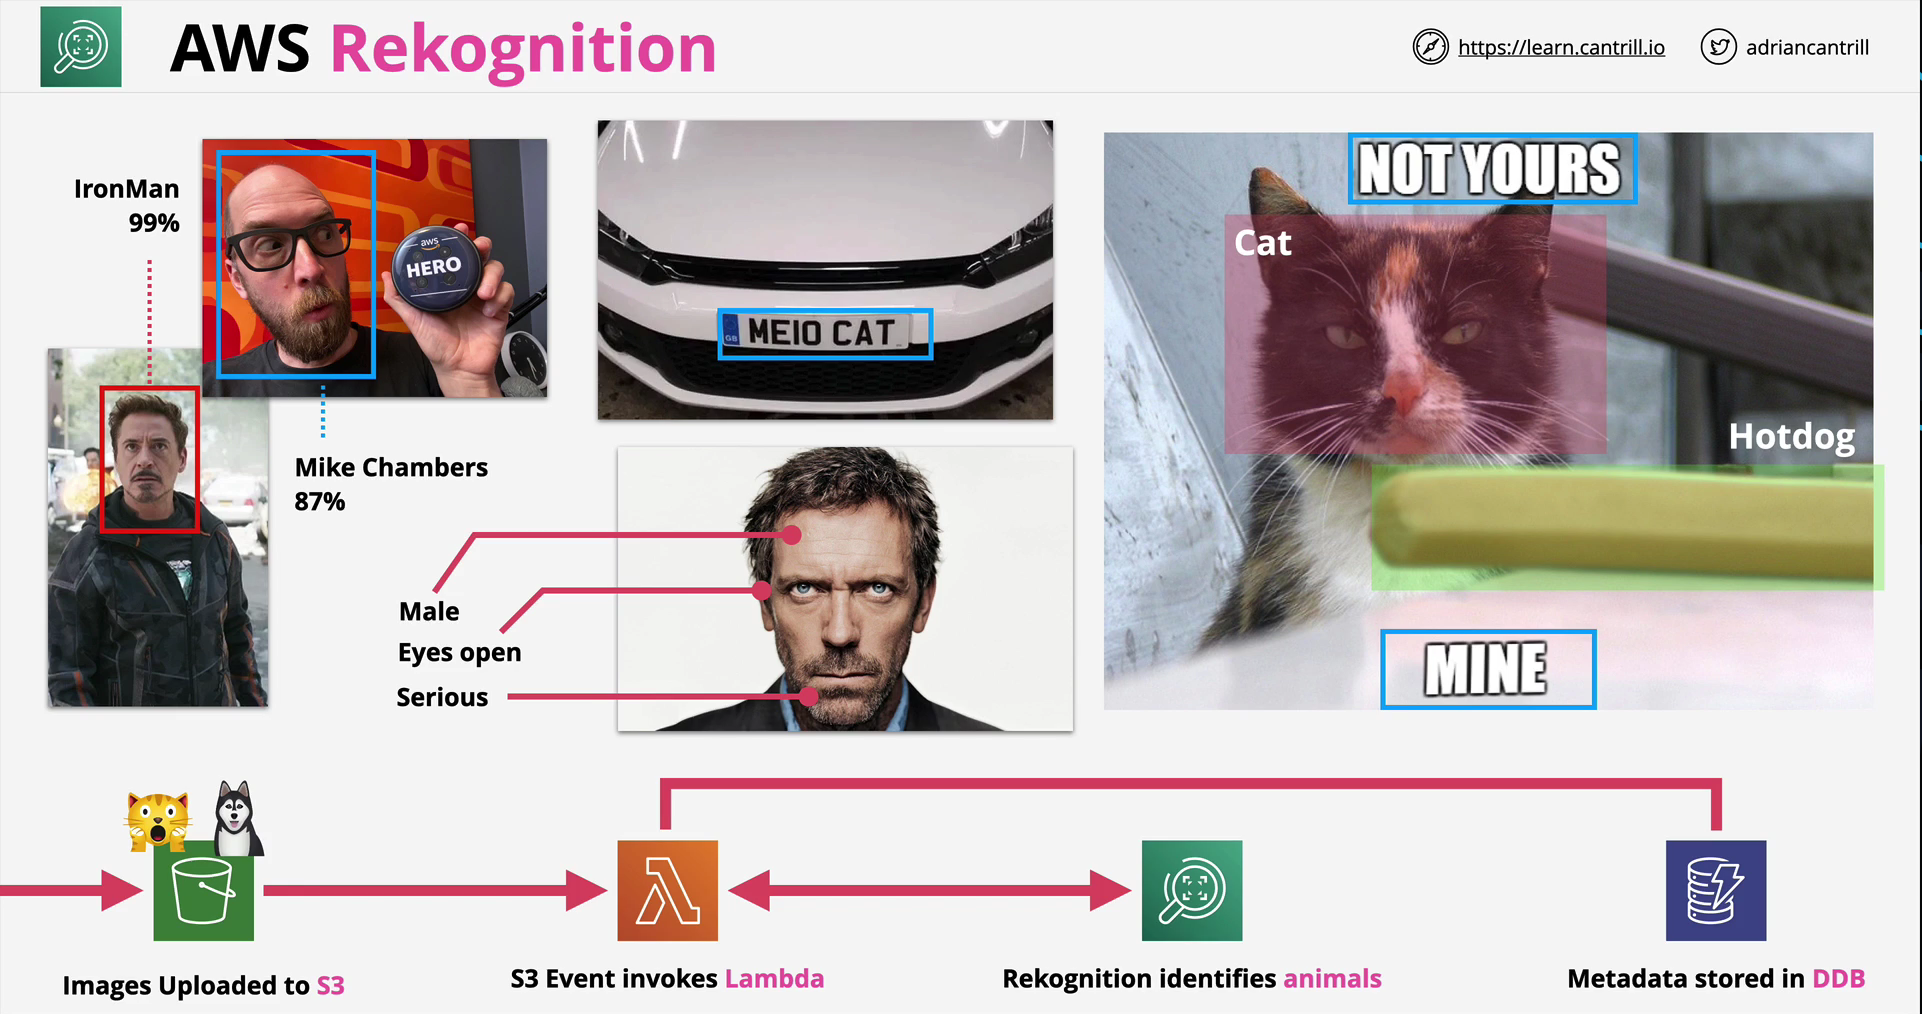 AWS Rekognition
https://learn.cantrill.io
adriancantrill
IronMan
99%
aws
HERO
Mike Chambers
87%
GB
ME10 CAT
Male
Eyes open
Serious
NOT YOURS
Cat
Hotdog
MINE
Images Uploaded to S3
S3 Event invokes Lambda
Rekognition identifies animals
Metadata stored in DDB